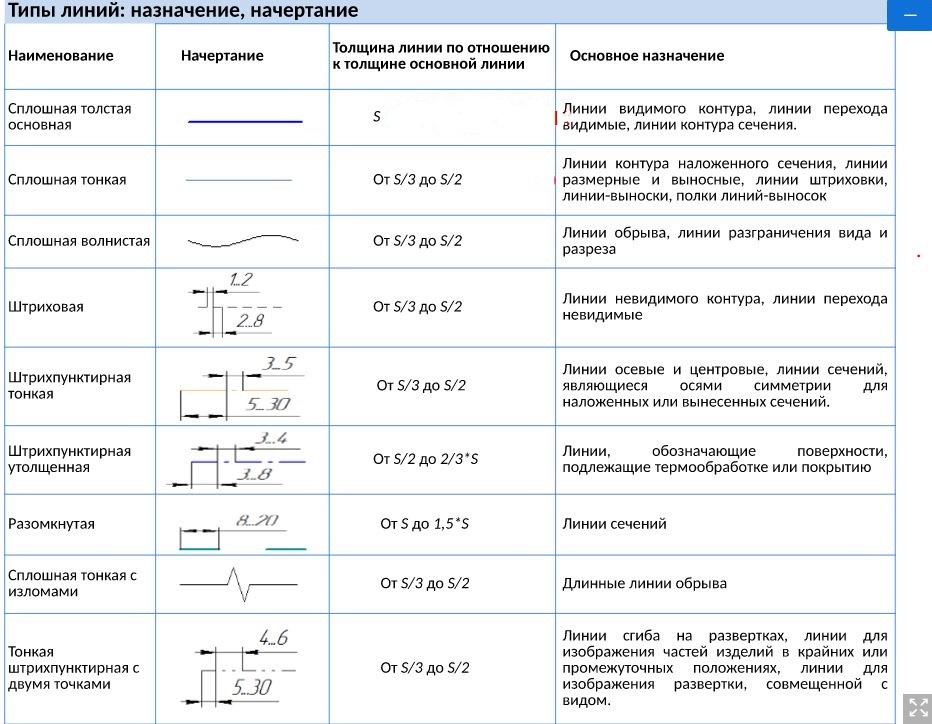 Типы линий: назначение, начертание
Наименование
Начертание
Толщина линии по отношению
к толщине основной линии
Основное назначение
Сплошная толстая
основная
S
Линии видимого контура, линии перехода
видимые, линии контура сечения.
Сплошная тонкая
От S/3 до S/2
Линии контура наложенного сечения, линии
размерные и выносные, линии штриховки,
линии-выноски, полки линий-выносок
Сплошная волнистая
От S/3 до S/2
Линии обрыва, линии разграничения вида и
разреза
Штриховая
1...2
2...8
От S/3 до S/2
Линии невидимого контура, линии перехода
невидимые
Штрихпунктирная
тонкая
3...5
5...30
От S/3 до S/2
Линии осевые и центровые, линии сечений,
являющиеся осями симметрии для
наложенных или вынесенных сечений.
Штрихпунктирная
утолщенная
3...4
3...8
От S/2 до 2/3*S
Линии, обозначающие поверхности,
подлежащие термообработке или покрытию
Разомкнутая
8...20
От S до 1,5*S
Линии сечений
Сплошная тонкая с
изломами
От S/3 до S/2
Длинные линии обрыва
Тонкая
штрихпунктирная с
двумя точками
4...6
5...30
От S/3 до S/2
Линии сгиба на развертках, линии для
изображения частей изделий в крайних или
промежуточных положениях, линии для
изображения развертки, совмещенной с
видом.